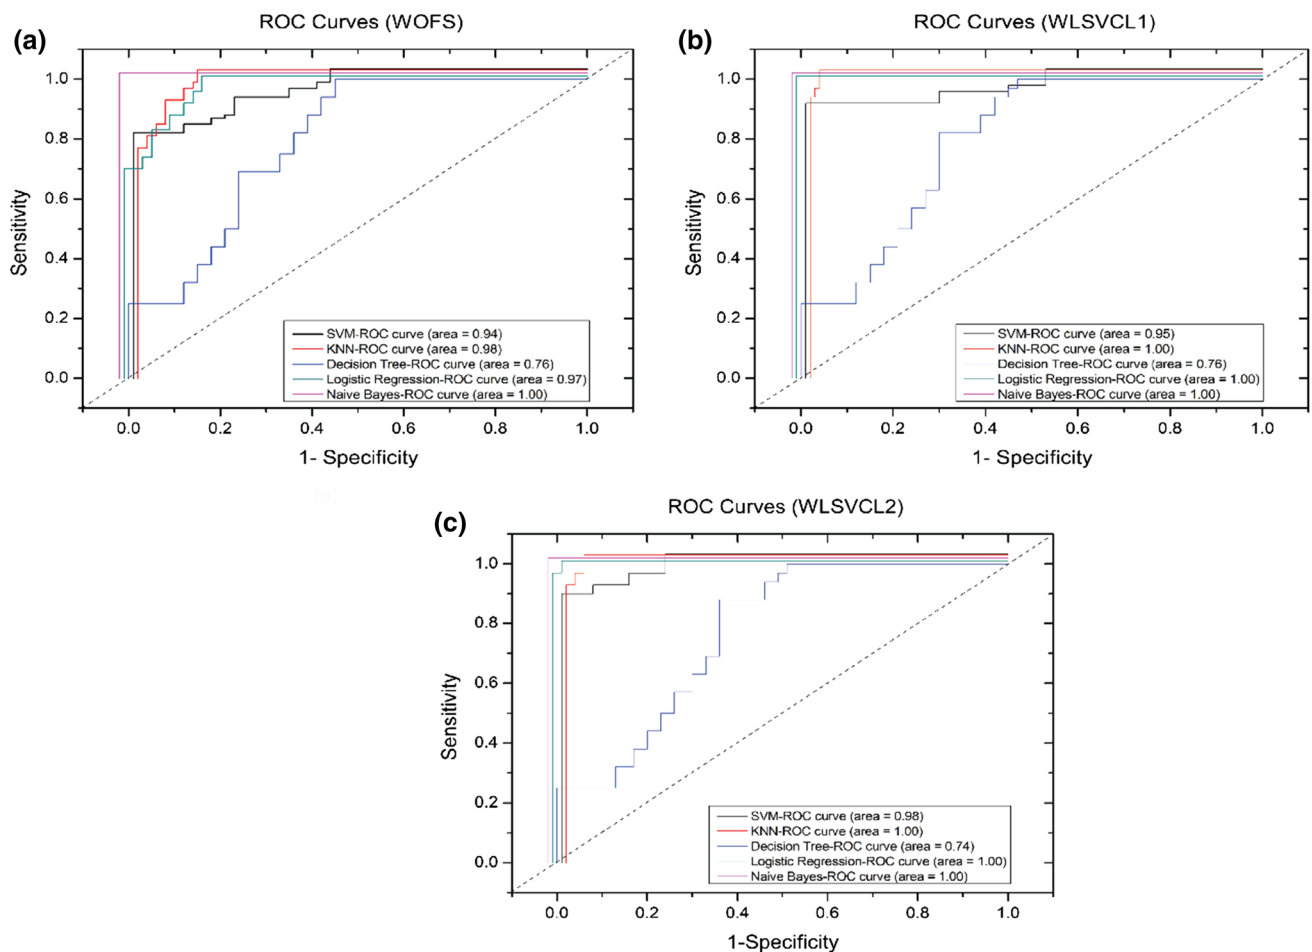 (a)
ROC Curves (WOFS)
Sensitivity
1.0
0.8
0.6
0.4
0.2
0.0
SVM-ROC curve (area = 0.94)
KNN-ROC curve (area = 0.98)
Decision Tree-ROC curve (area = 0.76)
Logistic Regression-ROC curve (area = 0.97)
Naive Bayes-ROC curve (area = 1.00)
0.0 0.2 0.4 0.6 0.8 1.0
1- Specificity
(b)
ROC Curves (WLSVCL1)
Sensitivity
1.0
0.8
0.6
0.4
0.2
0.0
SVM-ROC curve (area = 0.95)
KNN-ROC curve (area = 1.00)
Decision Tree-ROC curve (area = 0.76)
Logistic Regression-ROC curve (area = 1.00)
Naive Bayes-ROC curve (area = 1.00)
0.0 0.2 0.4 0.6 0.8 1.0
1- Specificity
(c)
ROC Curves (WLSVCL2)
Sensitivity
1.0
0.8
0.6
0.4
0.2
0.0
SVM-ROC curve (area = 0.98)
KNN-ROC curve (area = 1.00)
Decision Tree-ROC curve (area = 0.74)
Logistic Regression-ROC curve (area = 1.00)
Naive Bayes-ROC curve (area = 1.00)
0.0 0.2 0.4 0.6 0.8 1.0
1-Specificity